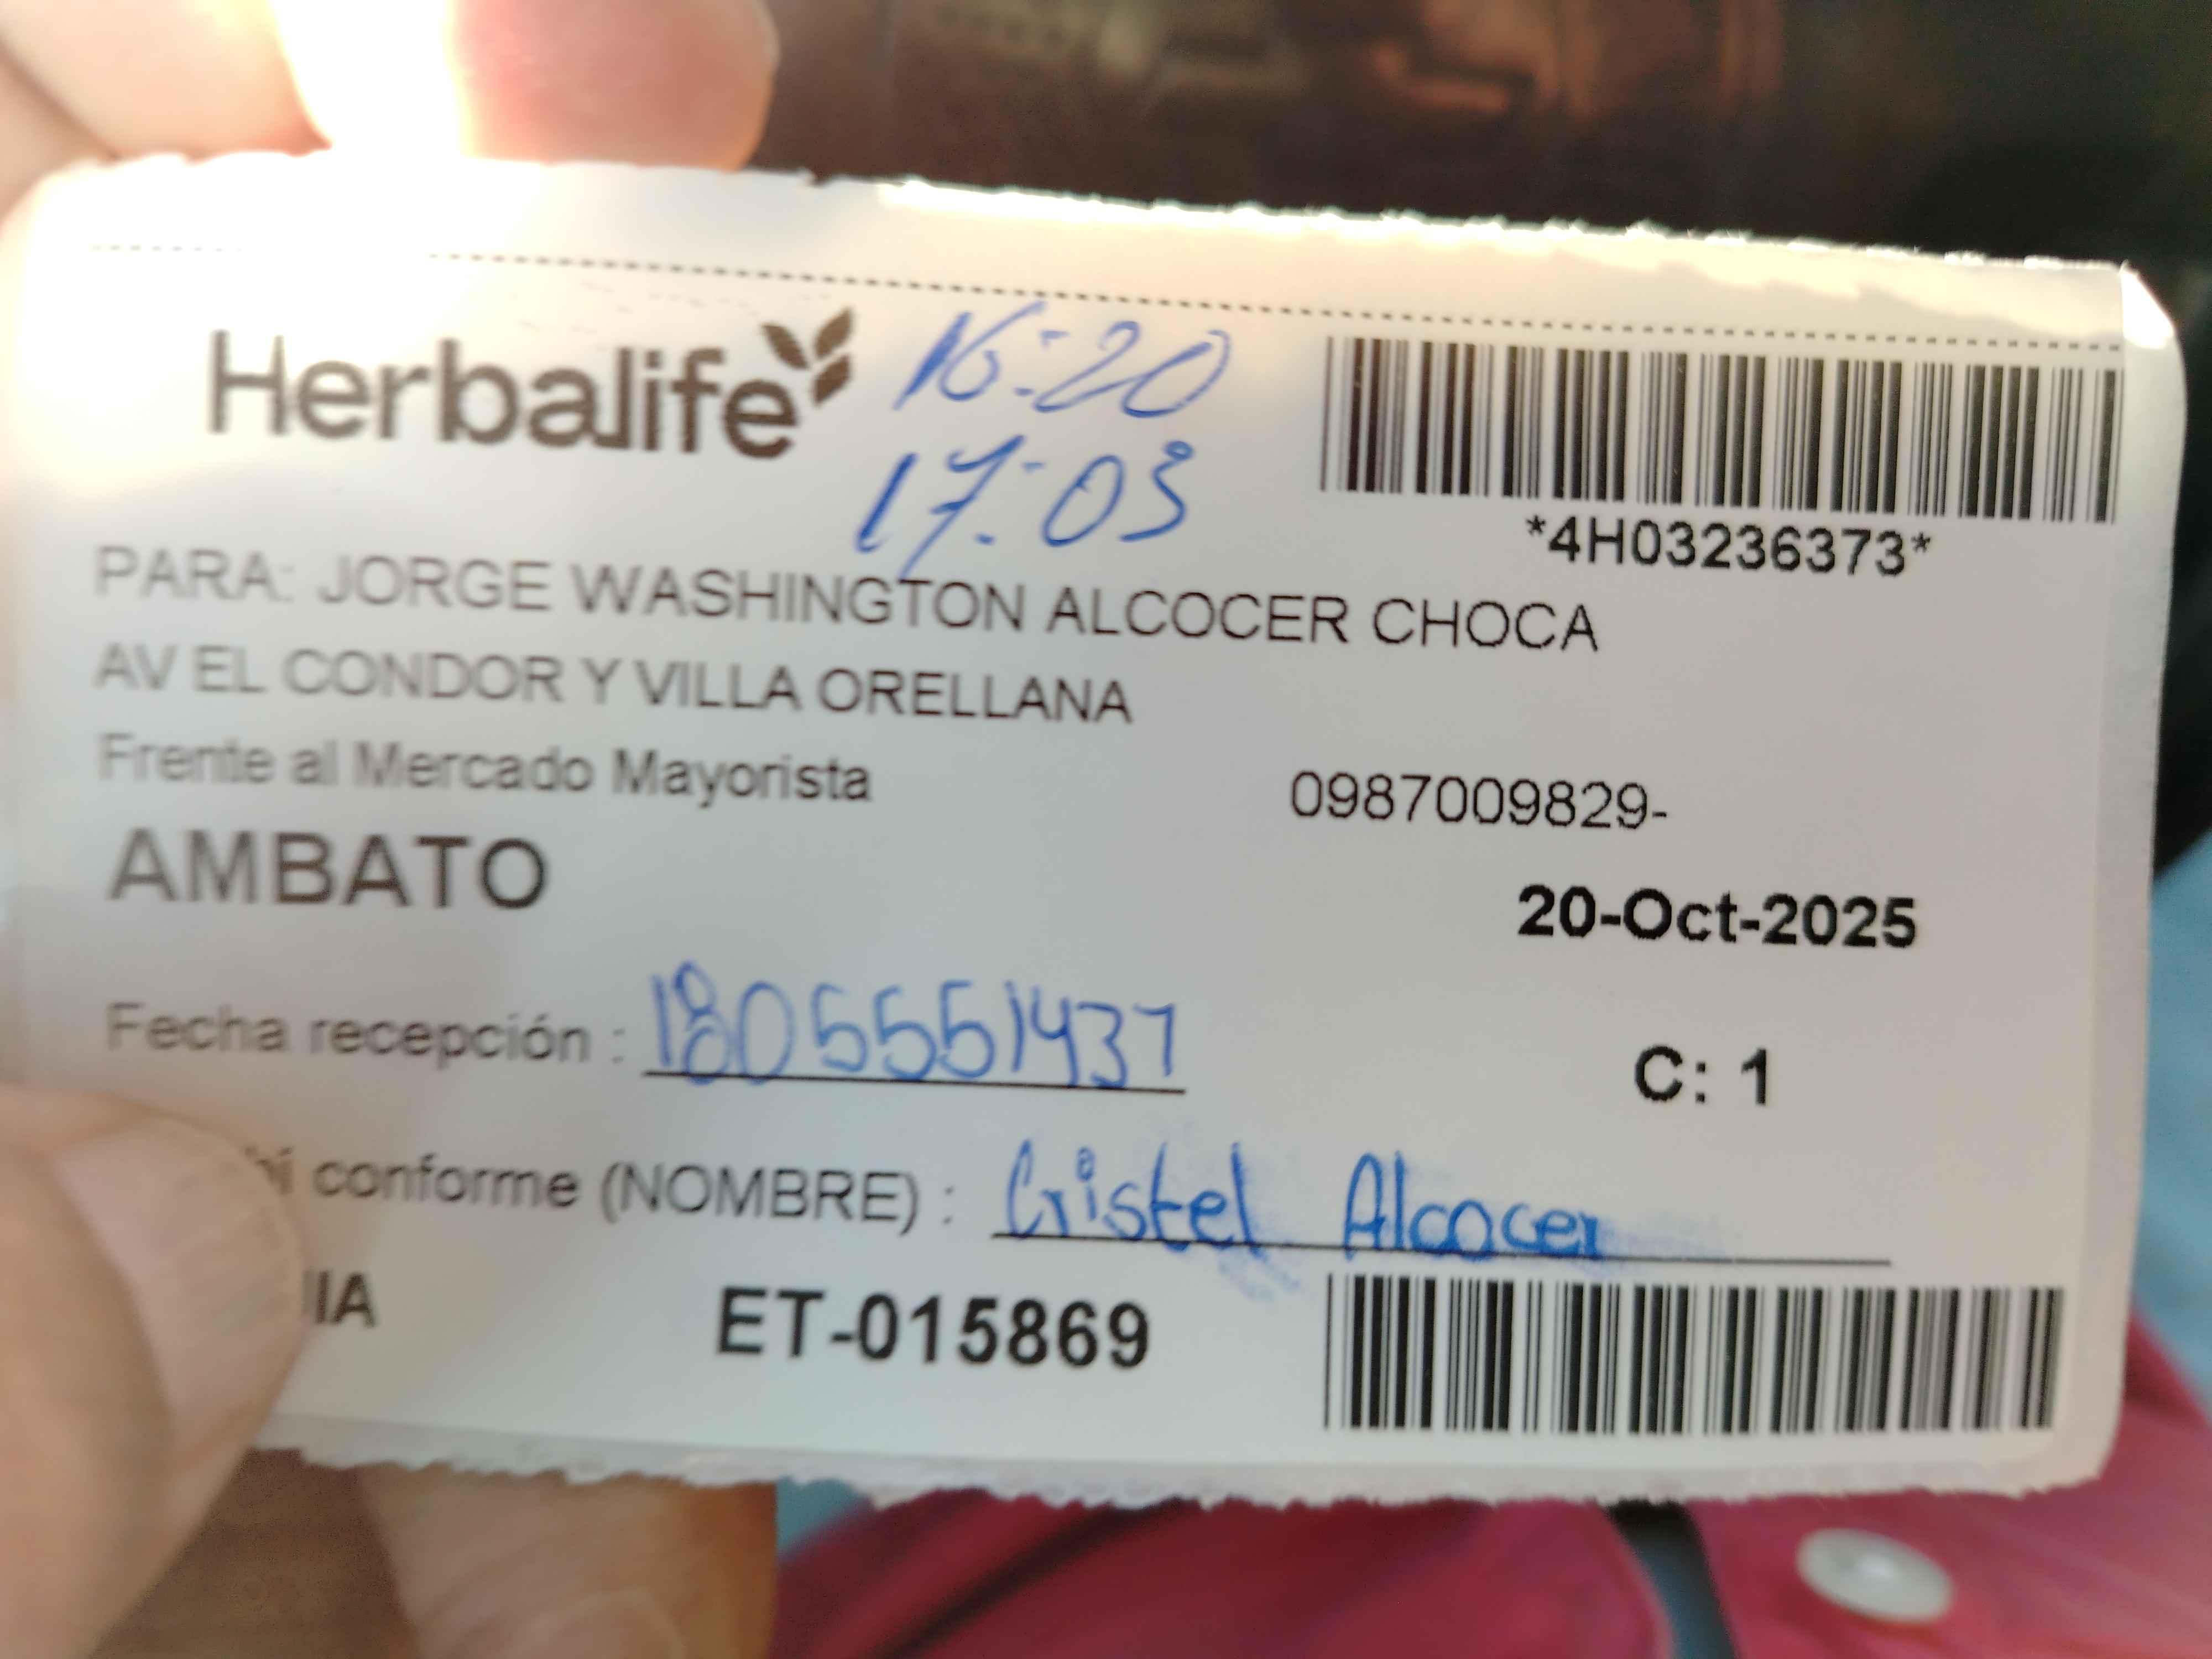 Herbalife
16:20
17:03
*4H03236373*
PARA: JORGE WASHINGTON ALCOCER CHOCA
AV EL CONDOR Y VILLA ORELLANA
Frente al Mercado Mayorista
0987009829-
AMBATO
20-Oct-2025
Fecha recepción : 1805551437
C: 1
bí conforme (NOMBRE) : Cristel Alcocer
IA
ET-015869